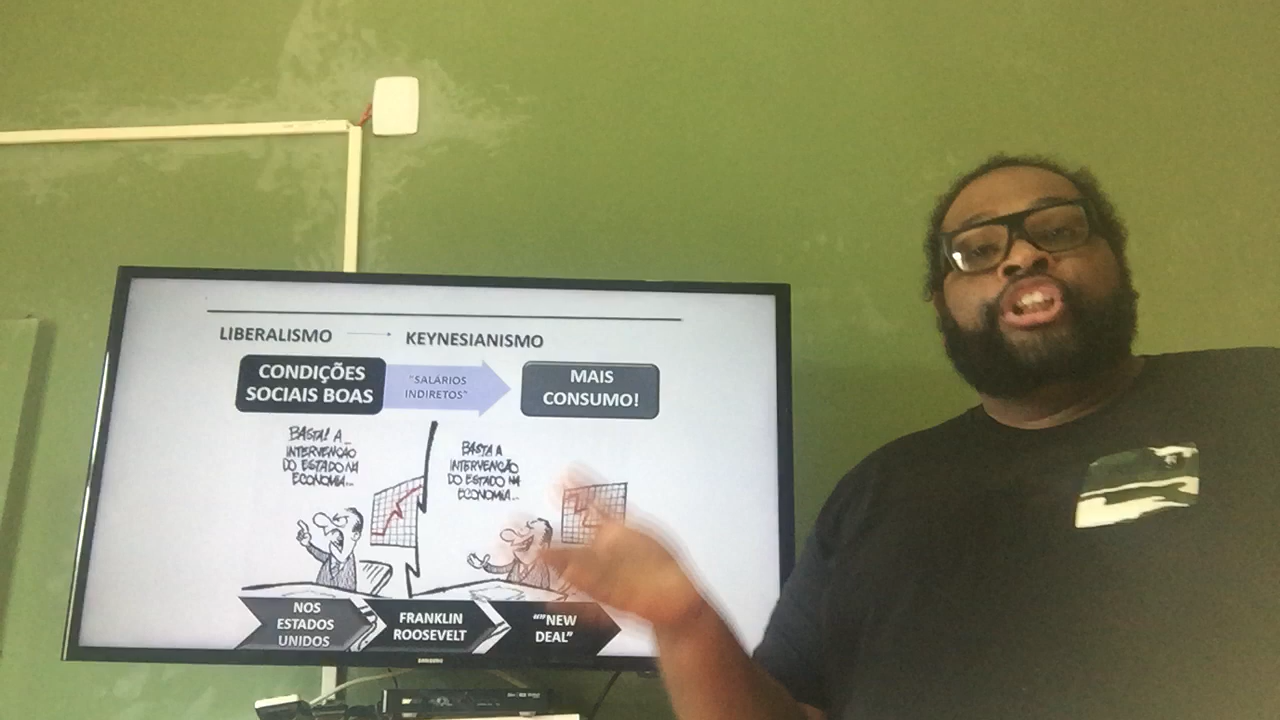 LIBERALISMO
KEYNESIANISMO
CONDIÇÕES
SOCIAIS BOAS
"SALÁRIOS
INDIRETOS"
MAIS
CONSUMO!
BASTA! A
INTERVENÇÃO
DO ESTADO NA
ECONOMIA...
BASTA A
INTERVENÇÃO
DO ESTADO NA
ECONOMIA...
NOS
ESTADOS
UNIDOS
FRANKLIN
ROOSEVELT
""NEW
DEAL"
SAMSUNG